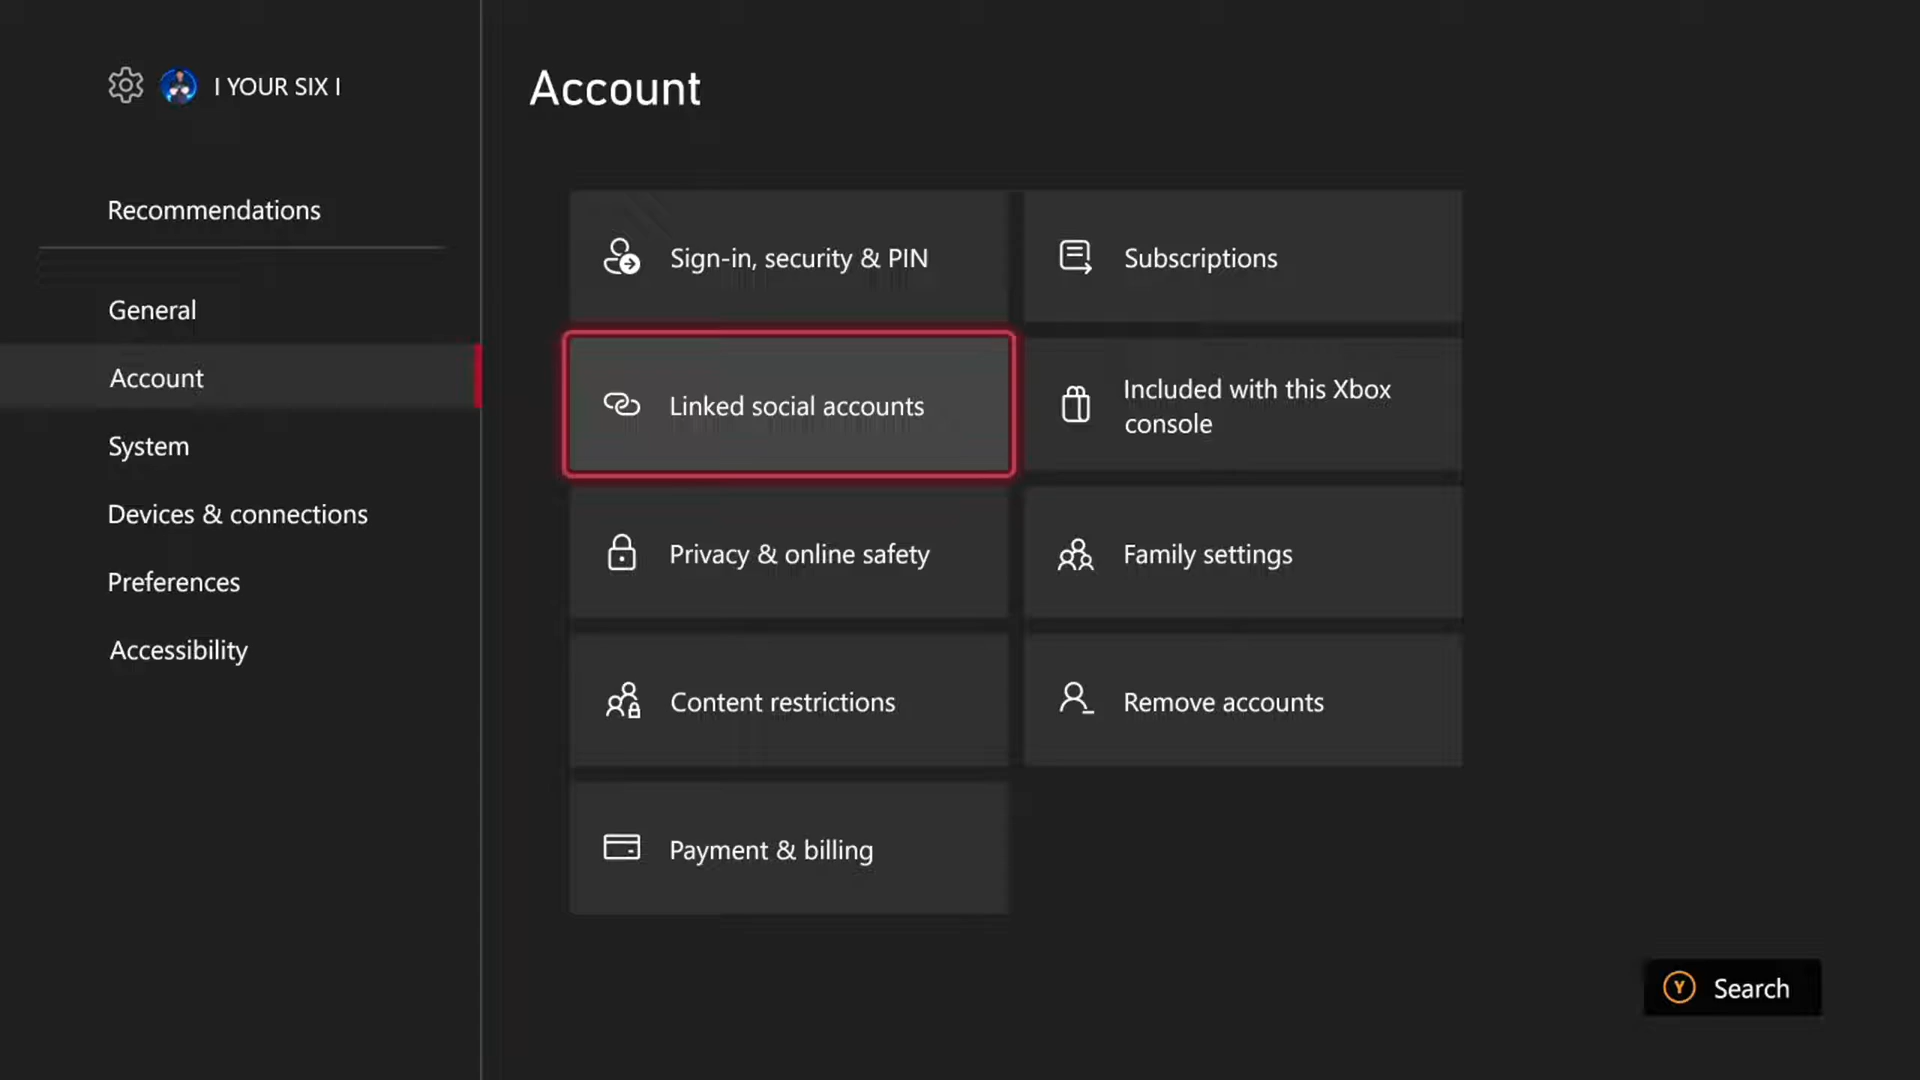 I YOUR SIX I
Recommendations
General
Account
System
Devices & connections
Preferences
Accessibility
Account
Sign-in, security & PIN
Subscriptions
Linked social accounts
Included with this Xbox
console
Privacy & online safety
Family settings
Content restrictions
Remove accounts
Payment & billing
Y Search